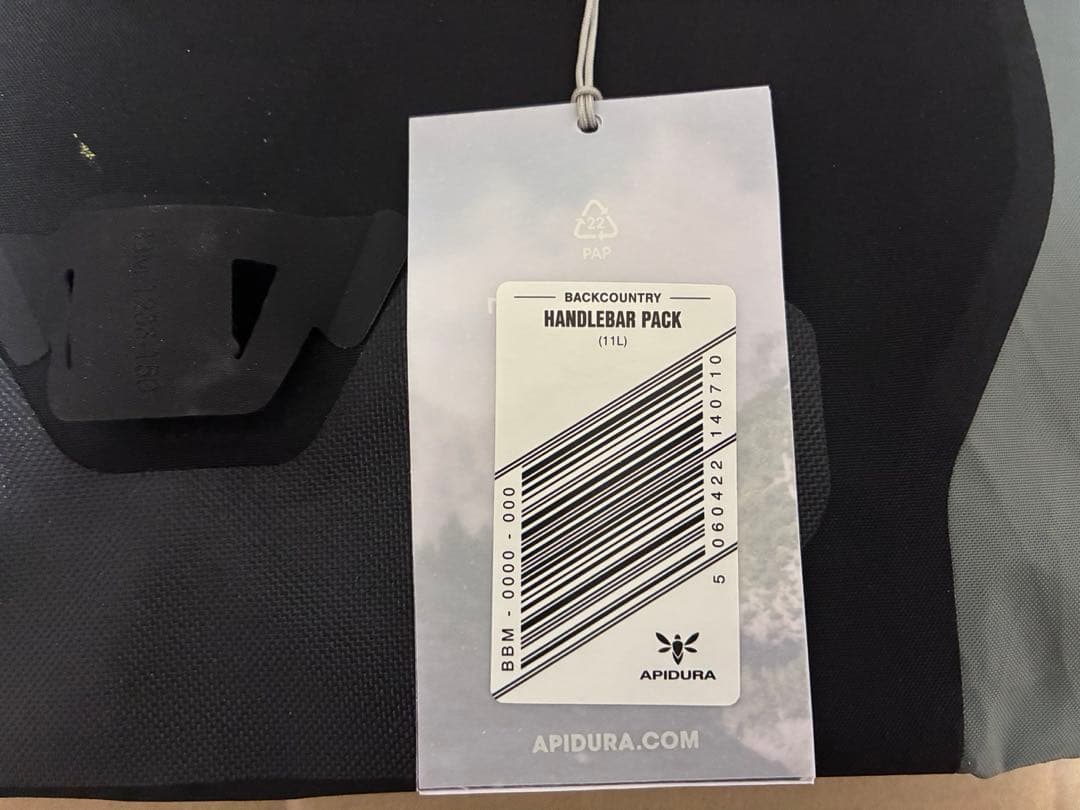 22
PAP
BACKCOUNTRY
HANDLEBAR PACK
(11L)
BBM - 0000 - 000
5 060422 140710
APIDURA
APIDURA.COM